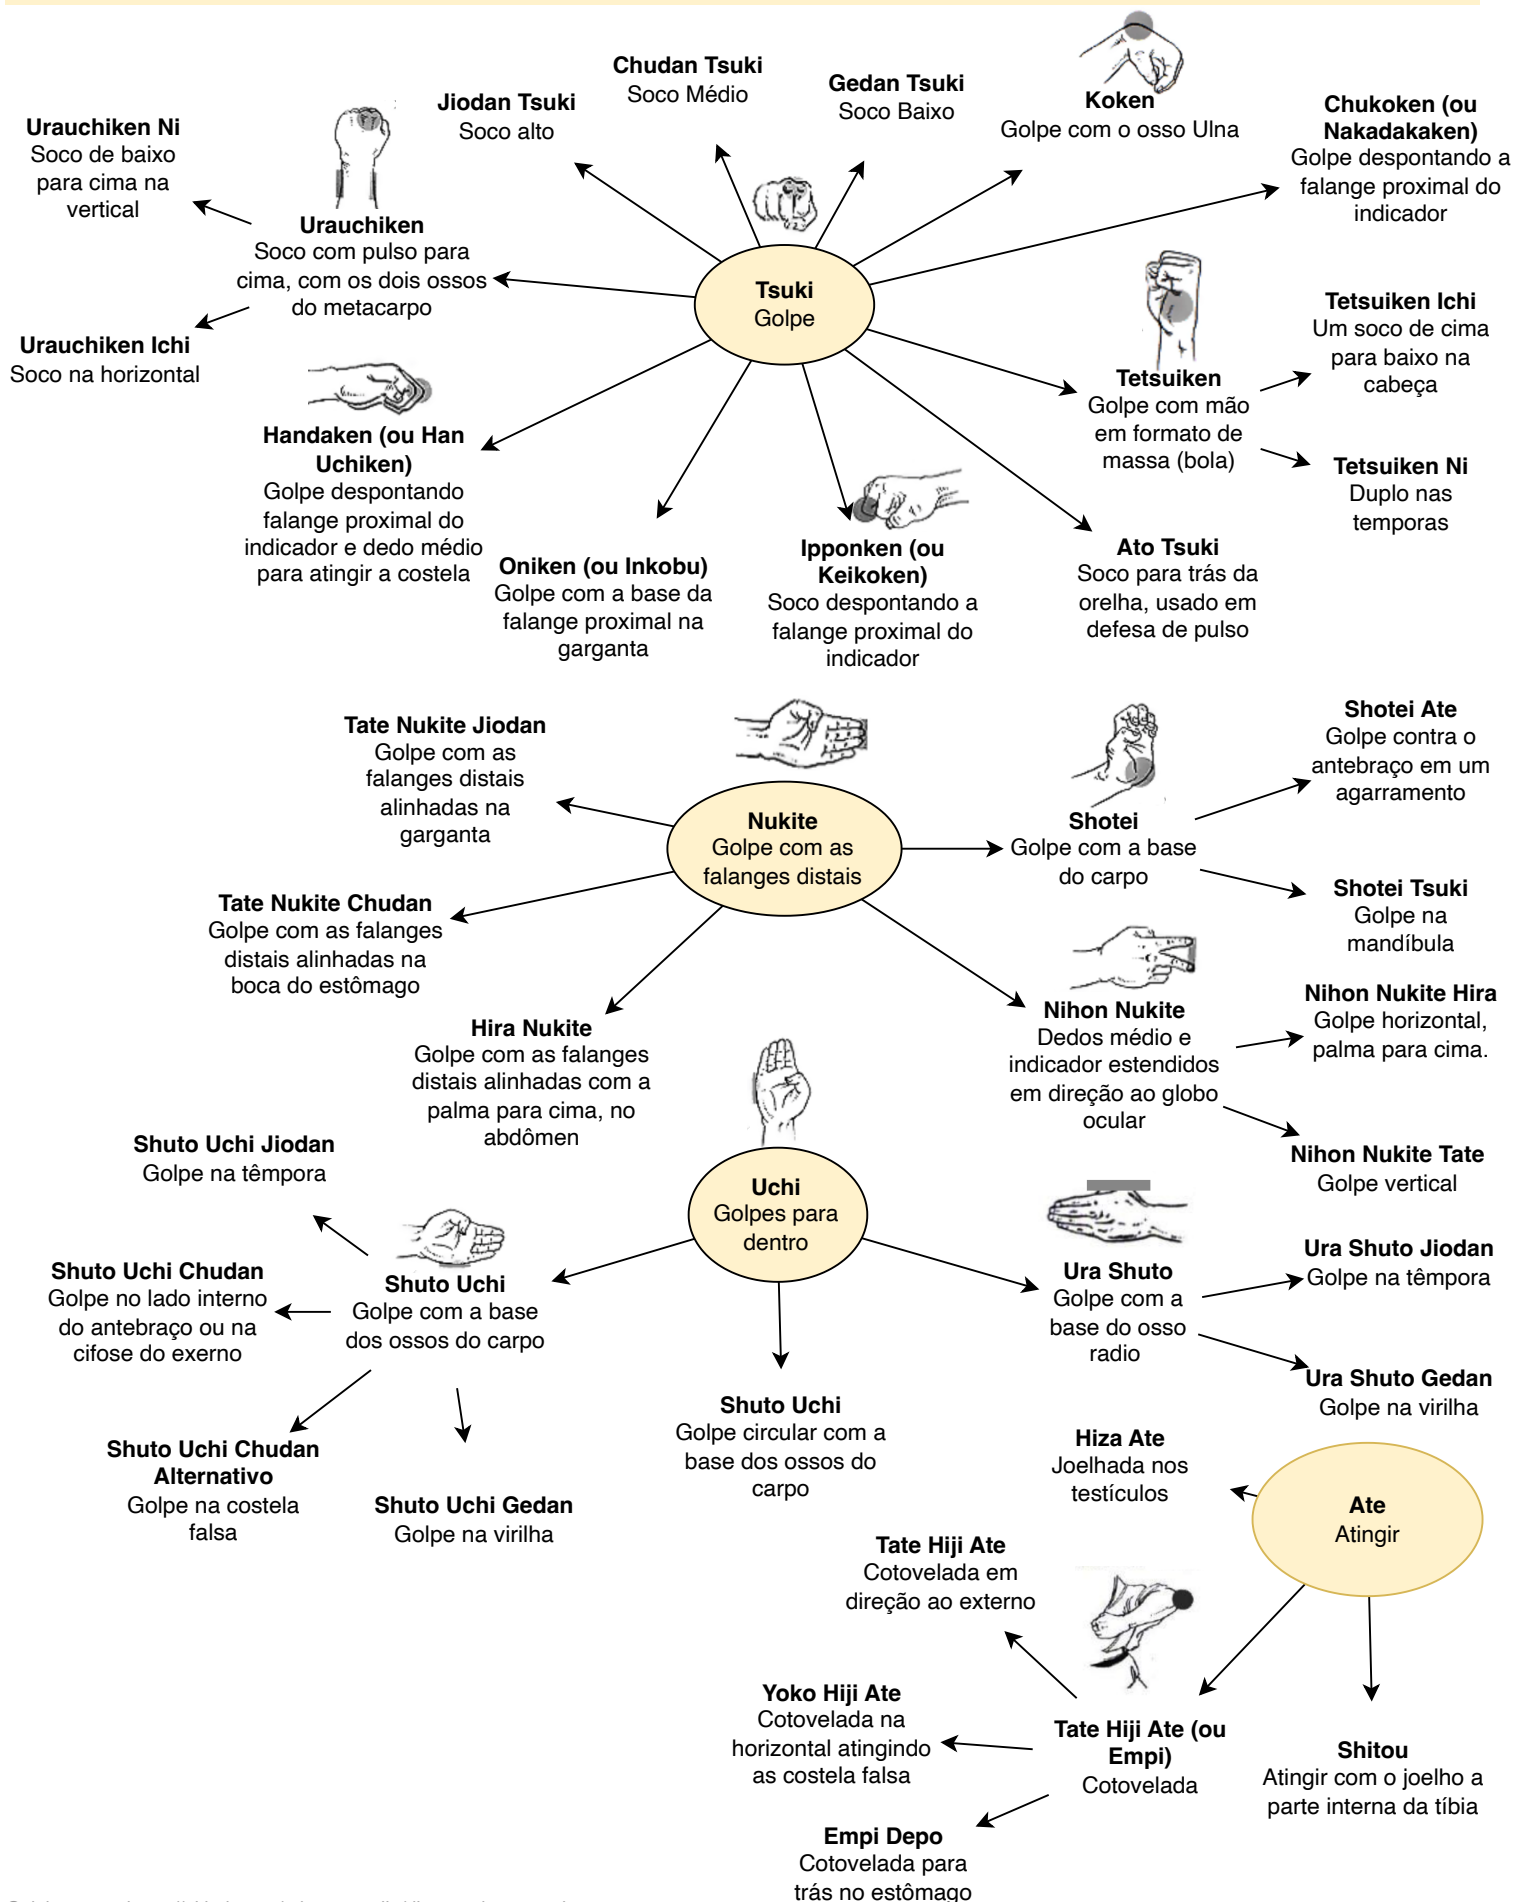 Chudan Tsuki
Soco Médio
Gedan Tsuki
Soco Baixo
Jiodan Tsuki
Soco alto
Koken
Golpe com o osso Ulna
Chukoken (ou
Nakadakaken)
Golpe despontando a
falange proximal do
indicador
Urauchiken Ni
Soco de baixo
para cima na
vertical
Urauchiken
Soco com pulso para
cima, com os dois ossos
do metacarpo
Urauchiken Ichi
Soco na horizontal
Tsuki
Golpe
Tetsuiken
Golpe com mão
em formato de
massa (bola)
Tetsuiken Ichi
Um soco de cima
para baixo na
cabeça
Tetsuiken Ni
Duplo nas
temporas
Handaken (ou Han
Uchiken)
Golpe despontando
falange proximal do
indicador e dedo médio
para atingir a costela
Oniken (ou Inkobu)
Golpe com a base da
falange proximal na
garganta
Ipponken (ou
Keikoken)
Soco despontando a
falange proximal do
indicador
Ato Tsuki
Soco para trás da
orelha, usado em
defesa de pulso
Tate Nukite Jiodan
Golpe com as
falanges distais
alinhadas na
garganta
Nukite
Golpe com as
falanges distais
Shotei
Golpe com a base
do carpo
Shotei Ate
Golpe contra o
antebraço em um
agarramento
Shotei Tsuki
Golpe na
mandíbula
Tate Nukite Chudan
Golpe com as falanges
distais alinhadas na
boca do estômago
Hira Nukite
Golpe com as falanges
distais alinhadas com a
palma para cima, no
abdômen
Nihon Nukite
Dedos médio e
indicador estendidos
em direção ao globo
ocular
Nihon Nukite Hira
Golpe horizontal,
palma para cima.
Nihon Nukite Tate
Golpe vertical
Shuto Uchi Jiodan
Golpe na têmpora
Uchi
Golpes para
dentro
Shuto Uchi
Golpe com a base
dos ossos do carpo
Shuto Uchi Chudan
Golpe no lado interno
do antebraço ou na
cifose do exerno
Shuto Uchi Chudan
Alternativo
Golpe na costela
falsa
Shuto Uchi Gedan
Golpe na virilha
Shuto Uchi
Golpe circular com a
base dos ossos do
carpo
Ura Shuto
Golpe com a
base do osso
radio
Ura Shuto Jiodan
Golpe na têmpora
Ura Shuto Gedan
Golpe na virilha
Hiza Ate
Joelhada nos
testículos
Ate
Atingir
Tate Hiji Ate
Cotovelada em
direção ao externo
Yoko Hiji Ate
Cotovelada na
horizontal atingindo
as costela falsa
Tate Hiji Ate (ou
Empi)
Cotovelada
Shitou
Atingir com o joelho a
parte interna da tíbia
Empi Depo
Cotovelada para
trás no estômago